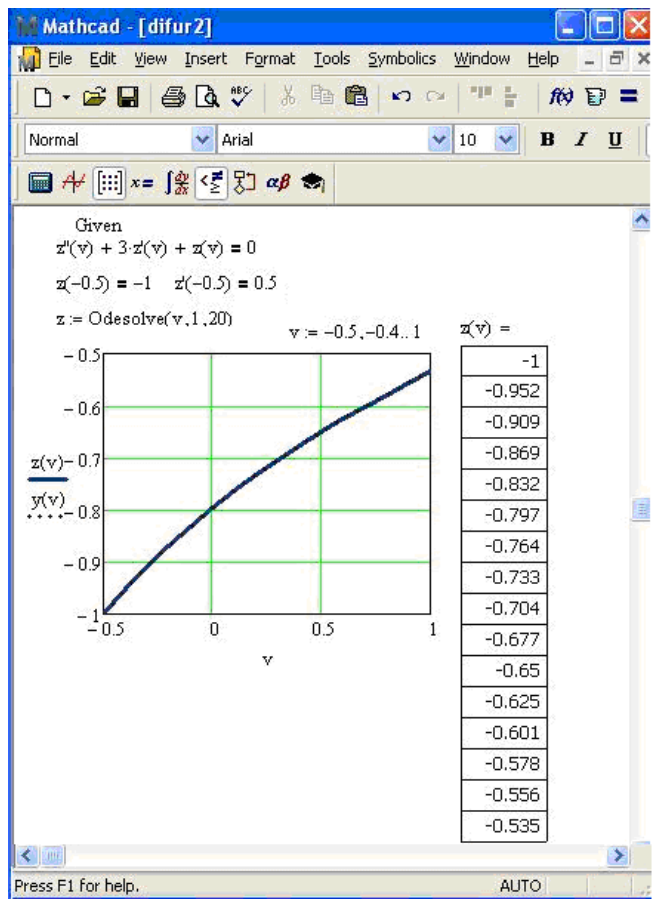 Mathcad - [difur2]
File Edit View Insert Format Tools Symbolics Window Help
Normal Arial 10 B I U
Given
z''(v) + 3·z'(v) + z(v) = 0
z(−0.5) = −1 z'(−0.5) = 0.5
z := Odesolve(v,1,20)
v := −0.5,−0.4..1
z(v) =
−0.5
−0.6
−0.7
−0.8
−0.9
−1
z(v)
y(v)
−0.5 0 0.5 1
v
-1
-0.952
-0.909
-0.869
-0.832
-0.797
-0.764
-0.733
-0.704
-0.677
-0.65
-0.625
-0.601
-0.578
-0.556
-0.535
Press F1 for help. AUTO